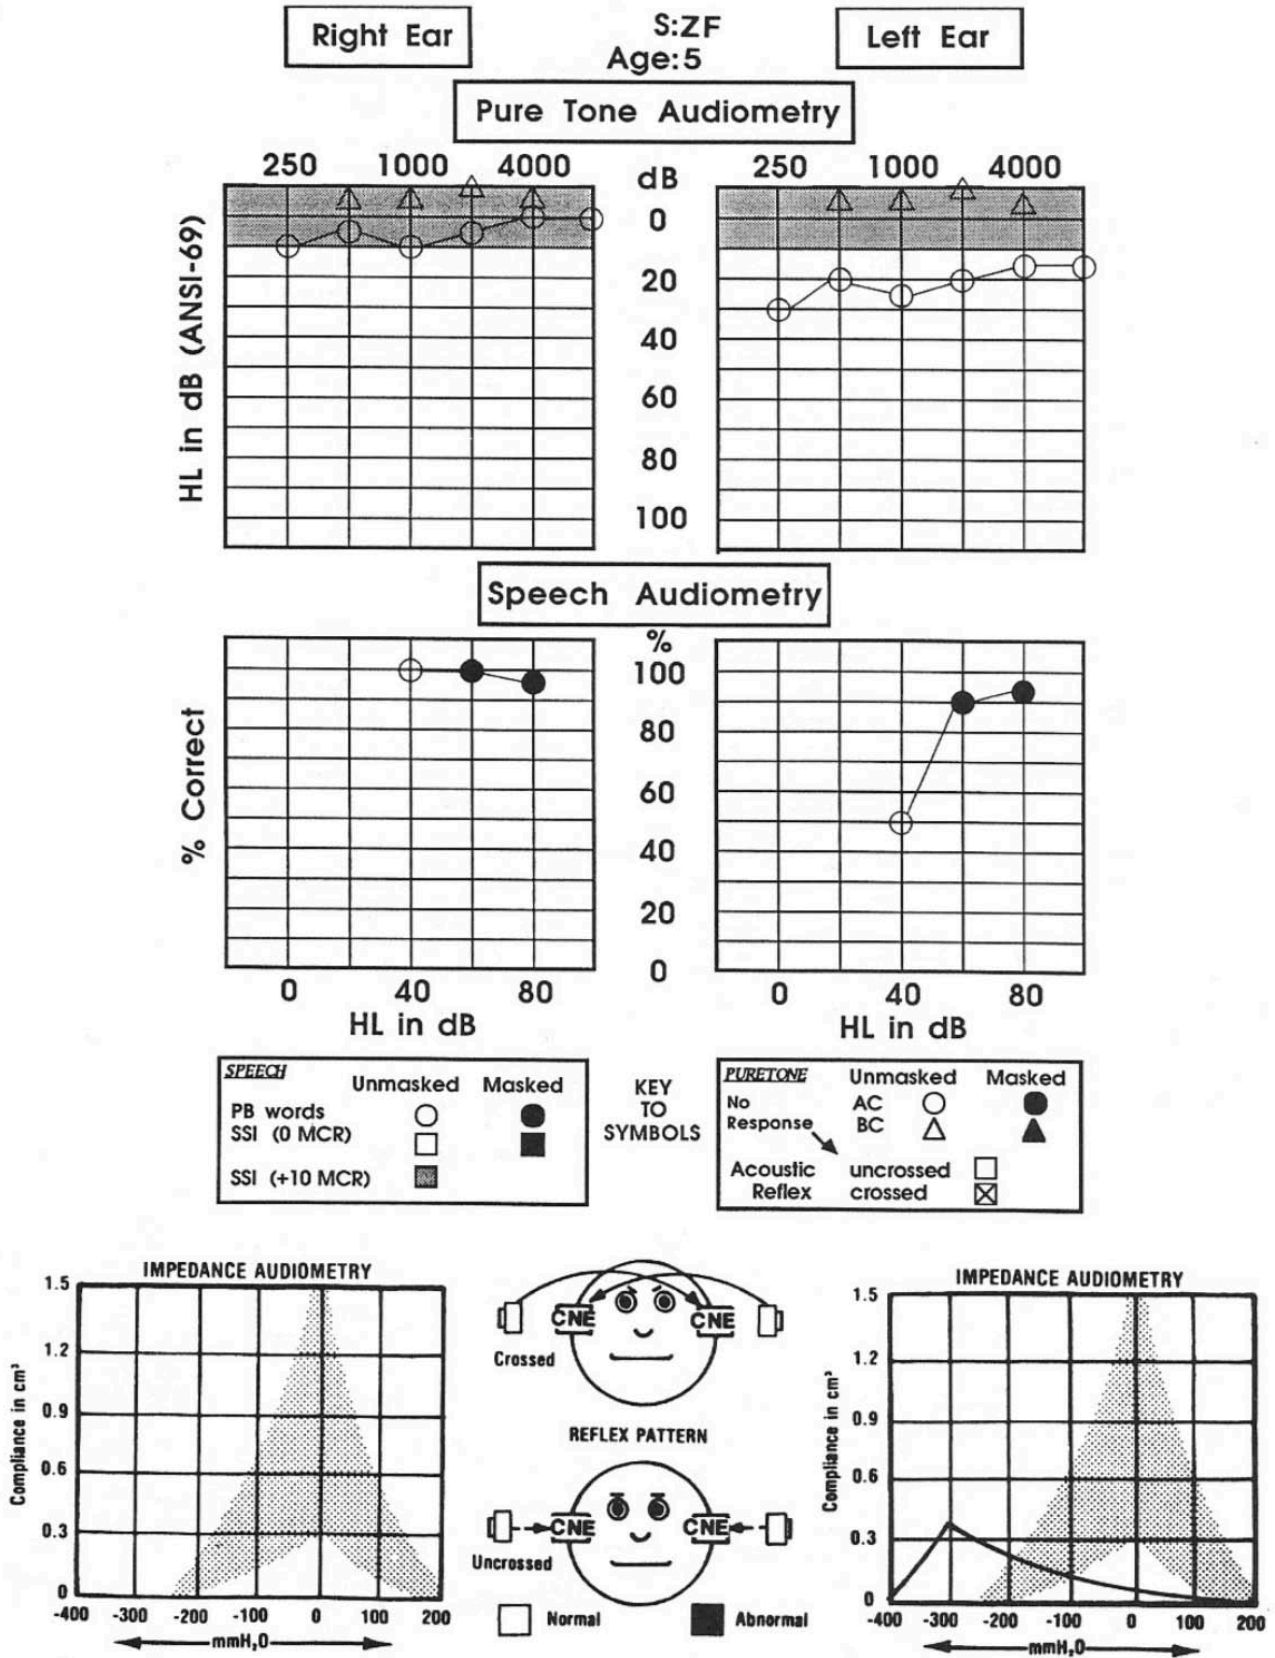 Right Ear
S:ZF
Left Ear
Age:5
Pure Tone Audiometry
250 1000 4000
dB
250 1000 4000
HL in dB (ANSI-69)
0
20
40
60
80
100
Speech Audiometry
%
% Correct
100
80
60
40
20
0
0 40 80
HL in dB
0 40 80
HL in dB
SPEECH
Unmasked Masked
PB words
SSI (0 MCR)
SSI (+10 MCR)
KEY
TO
SYMBOLS
PURETONE Unmasked Masked
No AC
Response BC
Acoustic uncrossed
Reflex crossed
IMPEDANCE AUDIOMETRY
Compliance in cm³
1.5
1.2
0.9
0.6
0.3
0
-400 -300 -200 -100 0 100 200
mmH,O
CNE CNE
Crossed
REFLEX PATTERN
CNE CNE
Uncrossed
Normal Abnormal
IMPEDANCE AUDIOMETRY
Compliance in cm³
1.5
1.2
0.9
0.6
0.3
0
-400 -300 -200 -100 0 100 200
mmH,O